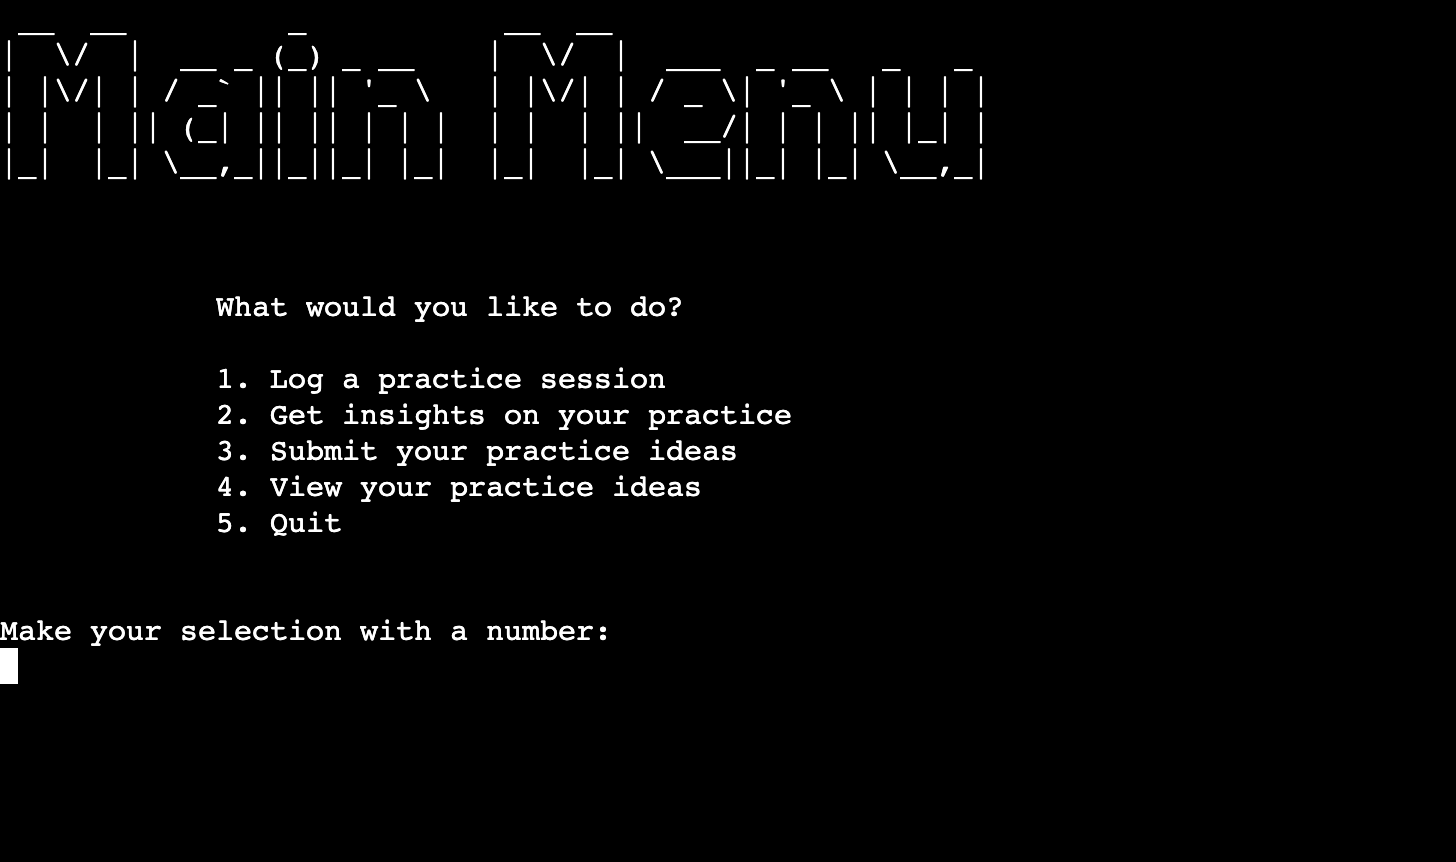 Main Menu
What would you like to do?
1. Log a practice session
2. Get insights on your practice
3. Submit your practice ideas
4. View your practice ideas
5. Quit
Make your selection with a number: